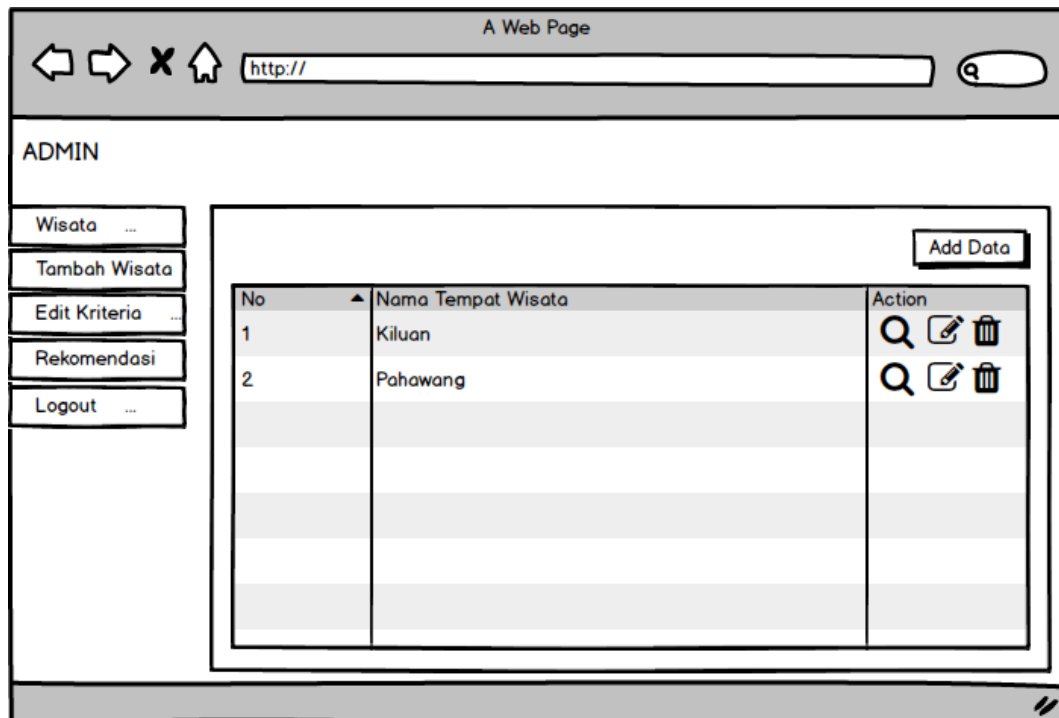 A Web Page
http://
ADMIN
Wisata ...
Tambah Wisata
Edit Kriteria ...
Rekomendasi
Logout ...
Add Data
No Nama Tempat Wisata Action
1 Kiluan
2 Pahawang